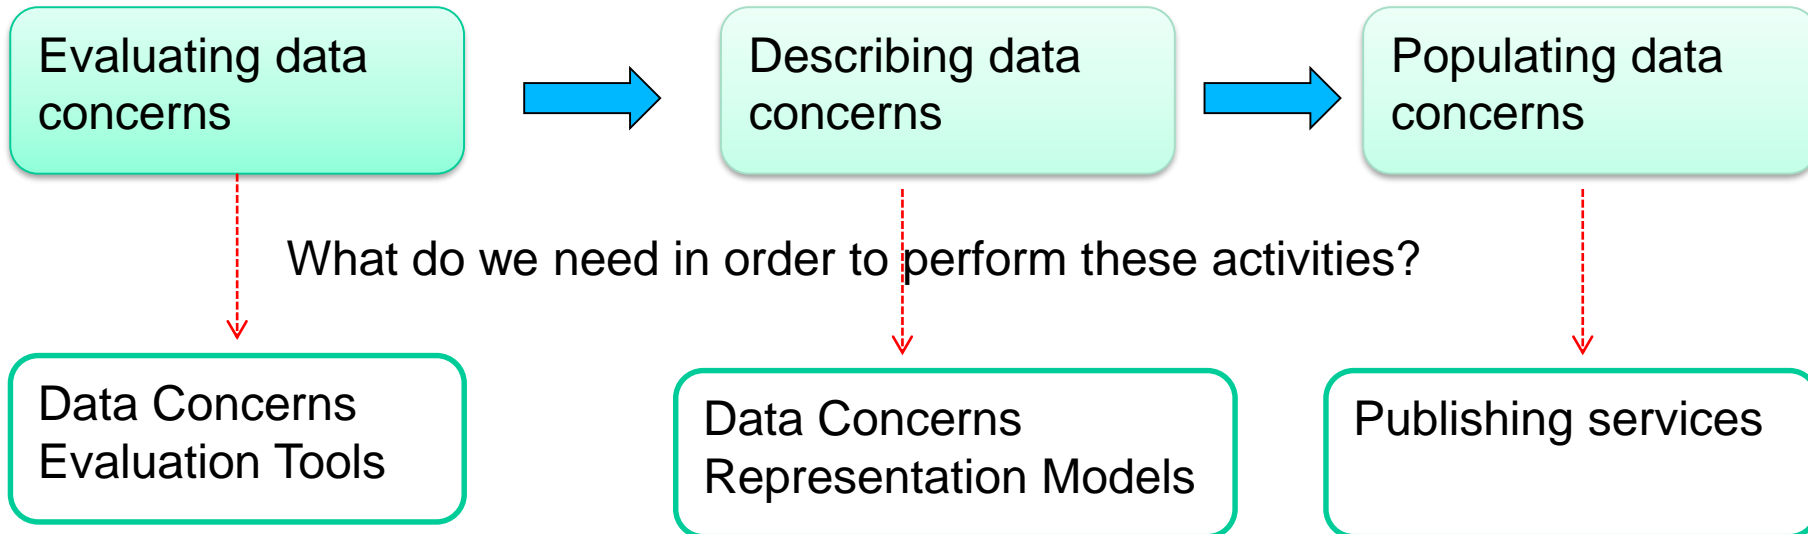 Evaluating data
concerns
Describing data
concerns
Populating data
concerns
What do we need in order to perform these activities?
Data Concerns
Evaluation Tools
Data Concerns
Representation Models
Publishing services